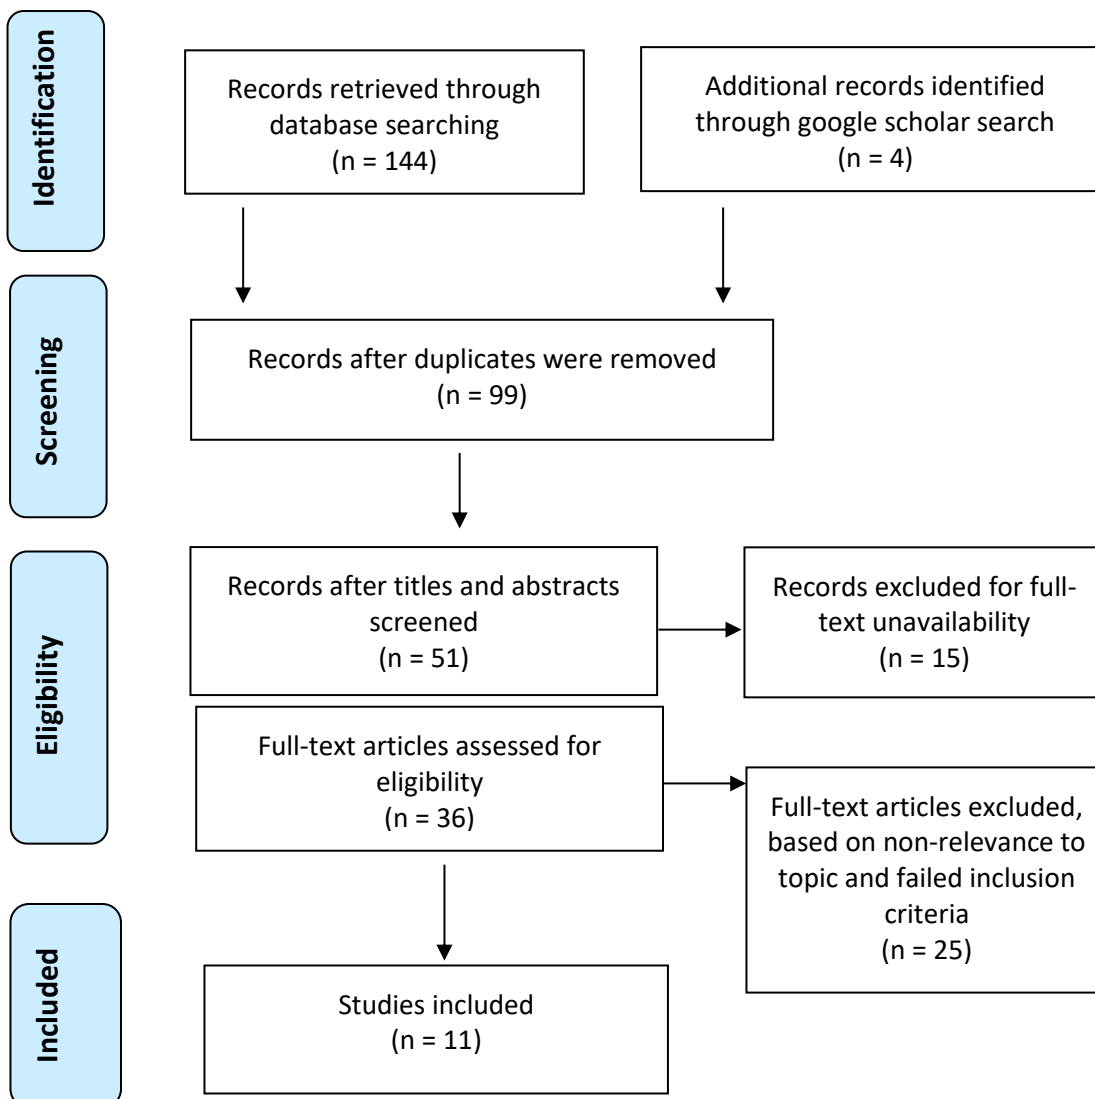 Identification
Records retrieved through
database searching
(n = 144)
Additional records identified
through google scholar search
(n = 4)
Screening
Records after duplicates were removed
(n = 99)
Eligibility
Records after titles and abstracts
screened
(n = 51)
Records excluded for full-
text unavailability
(n = 15)
Full-text articles assessed for
eligibility
(n = 36)
Full-text articles excluded,
based on non-relevance to
topic and failed inclusion
criteria
(n = 25)
Included
Studies included
(n = 11)